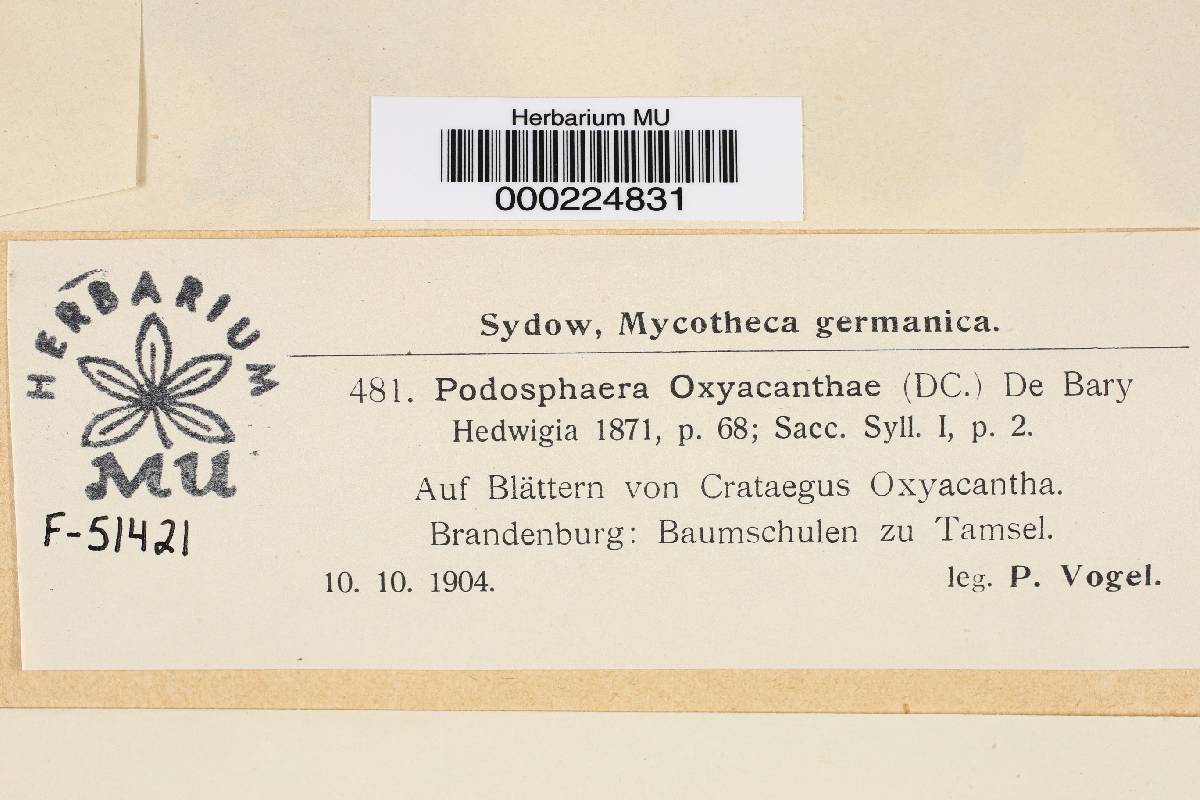 Herbarium MU
000224831
HERBARIUM
MU
F-51421
Sydow, Mycotheca germanica.
481. Podosphaera Oxyacanthae (DC.) De Bary
Hedwigia 1871, p. 68; Sacc. Syll. I, p. 2.
Auf Blättern von Crataegus Oxyacantha.
Brandenburg: Baumschulen zu Tamsel.
10. 10. 1904. leg. P. Vogel.